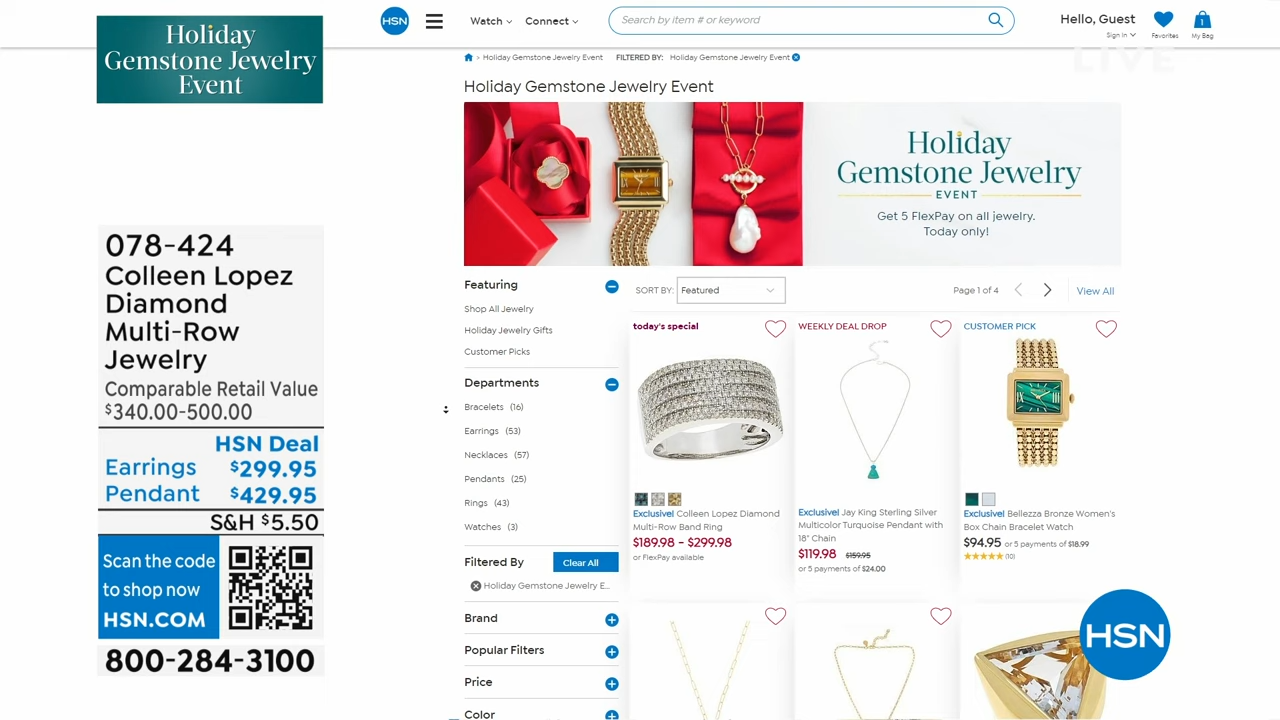 Holiday
Gemstone Jewelry
Event
078-424
Colleen Lopez
Diamond
Multi-Row
Jewelry
Comparable Retail Value
$340.00-500.00
HSN Deal
Earrings $299.95
Pendant $429.95
S&H $5.50
Scan the code
to shop now
HSN.COM
800-284-3100
HSN
Watch
Connect
Search by item # or keyword
Hello, Guest
Sign In
Favorites
1
My Bag
LIVE
> Holiday Gemstone Jewelry Event FILTERED BY: Holiday Gemstone Jewelry Event
Holiday Gemstone Jewelry Event
Holiday
Gemstone Jewelry
EVENT
Get 5 FlexPay on all jewelry.
Today only!
Featuring
Shop All Jewelry
Holiday Jewelry Gifts
Customer Picks
Departments
Bracelets (16)
Earrings (53)
Necklaces (57)
Pendants (25)
Rings (43)
Watches (3)
Filtered By
Clear All
Holiday Gemstone Jewelry E...
Brand
Popular Filters
Price
Color
SORT BY: Featured
Page 1 of 4
View All
today's special
Exclusive! Colleen Lopez Diamond
Multi-Row Band Ring
$189.98 - $299.98
or FlexPay available
WEEKLY DEAL DROP
Exclusive! Jay King Sterling Silver
Multicolor Turquoise Pendant with
18" Chain
$119.98 $159.95
or 5 payments of $24.00
CUSTOMER PICK
Exclusive! Bellezza Bronze Women's
Box Chain Bracelet Watch
$94.95 or 5 payments of $18.99
(10)
HSN